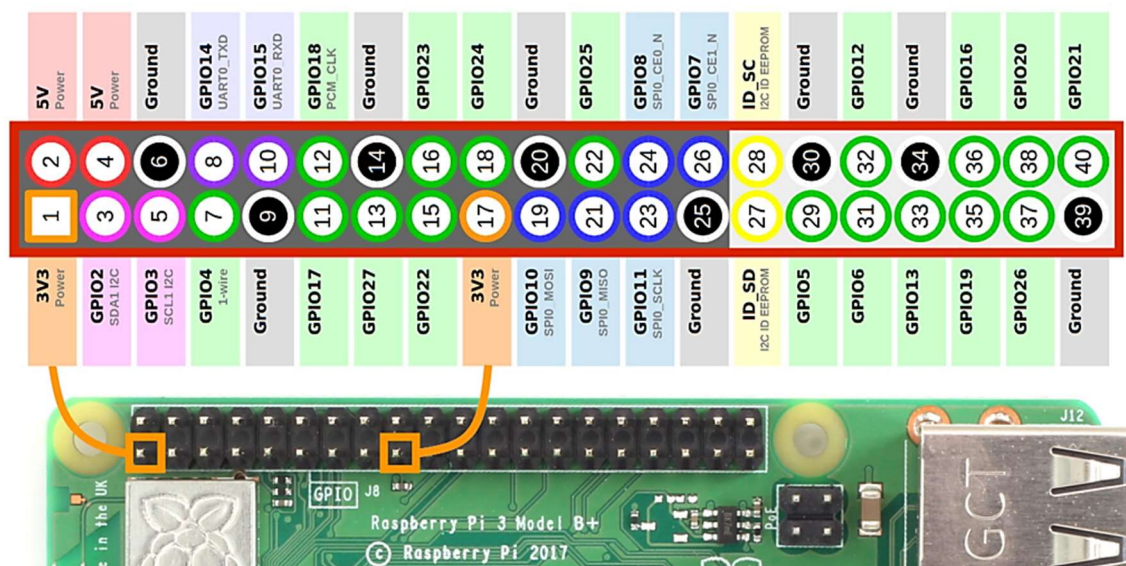 5V
Power
5V
Power
Ground
GPIO14
UART0_TXD
GPIO15
UART0_RXD
GPIO18
PCM_CLK
Ground
GPIO23
GPIO24
Ground
GPIO25
GPIO8
SPI0_CE0_N
GPIO7
SPI0_CE1_N
ID_SC
I2C ID EEPROM
Ground
GPIO12
Ground
GPIO16
GPIO20
GPIO21
2 4 6 8 10 12 14 16 18 20 22 24 26 28 30 32 34 36 38 40
1 3 5 7 9 11 13 15 17 19 21 23 25 27 29 31 33 35 37 39
3V3
Power
GPIO2
SDA1 I2C
GPIO3
SCL1 I2C
GPIO4
1-wire
Ground
GPIO17
GPIO27
GPIO22
3V3
Power
GPIO10
SPI0_MOSI
GPIO9
SPI0_MISO
GPIO11
SPI0_SCLK
Ground
ID_SD
I2C ID EEPROM
GPIO5
GPIO6
GPIO13
GPIO19
GPIO26
Ground
J12
GPIO J8
Raspberry Pi 3 Model B+
© Raspberry Pi 2017
e in the UK
PoE
GCT